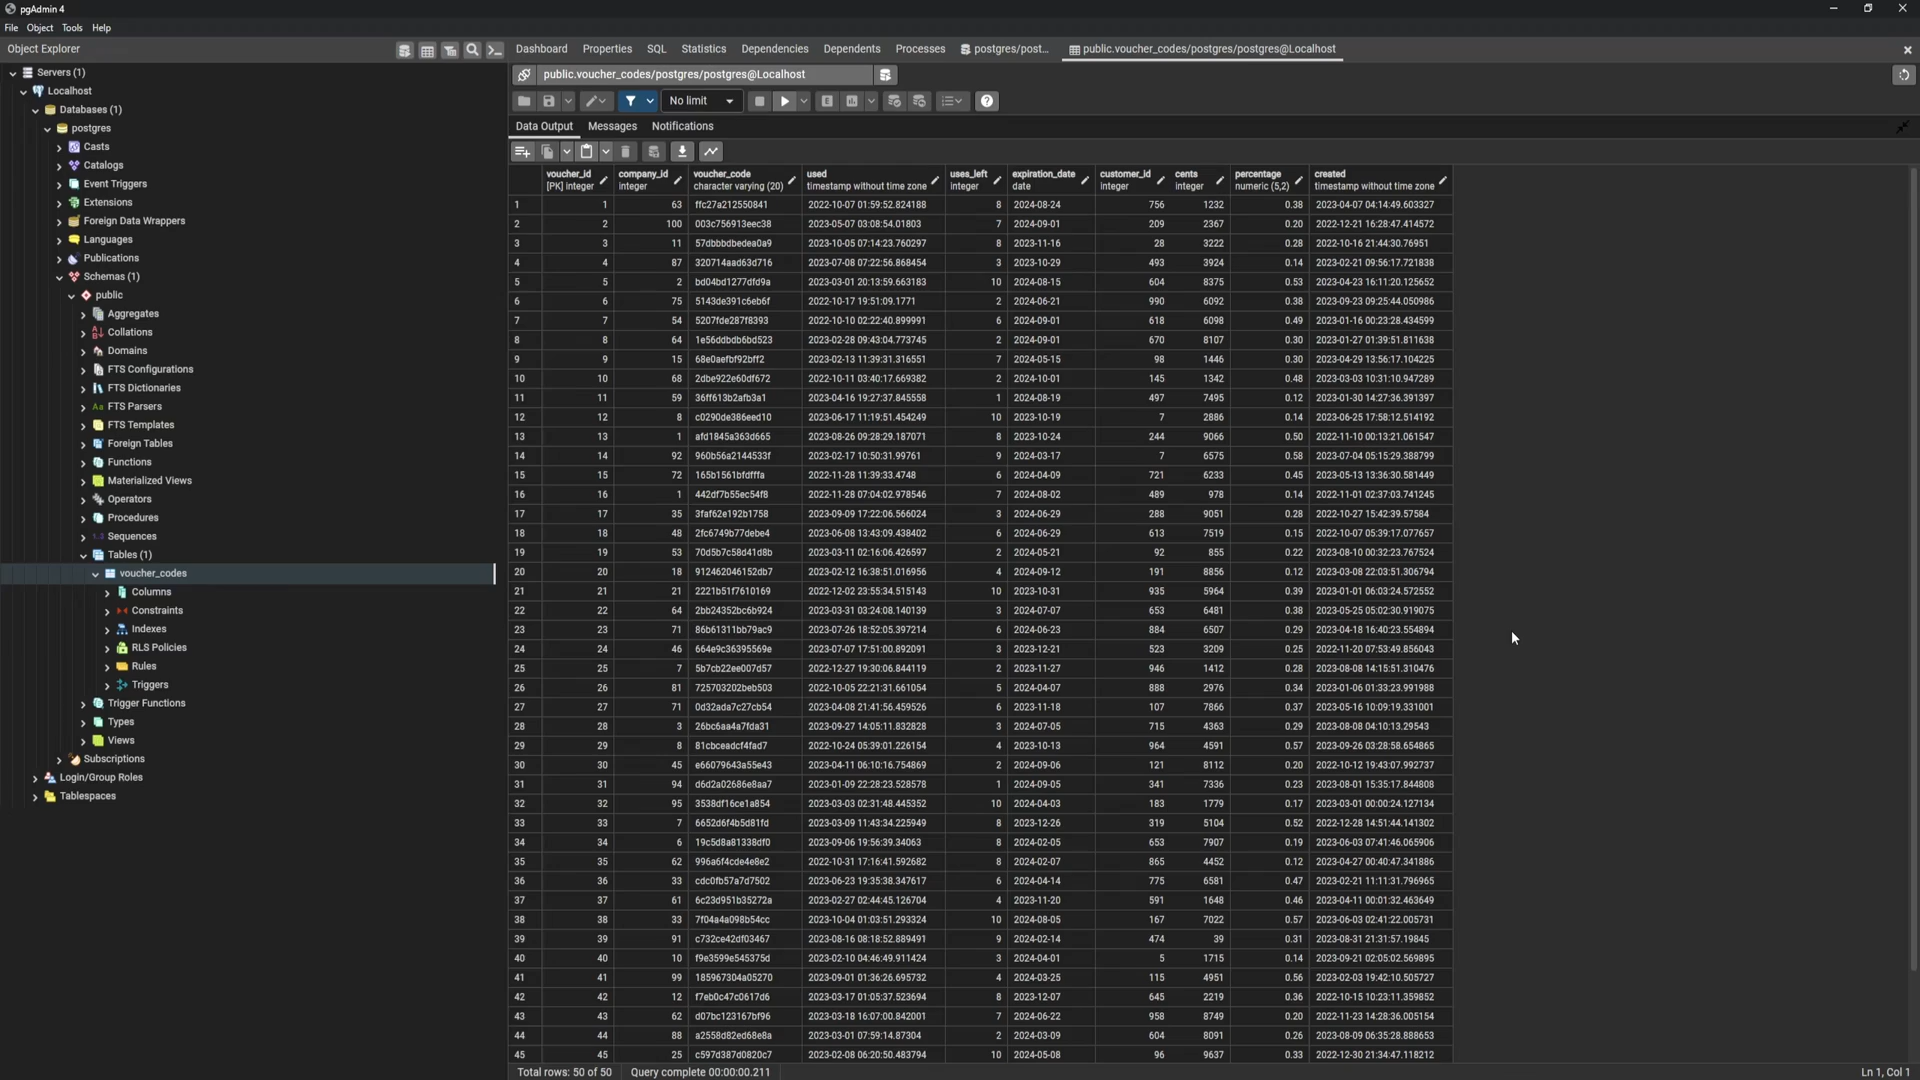 pgAdmin 4
File Object Tools Help
Object Explorer
Dashboard Properties SQL Statistics Dependencies Dependents Processes postgres/post... public.voucher_codes/postgres/postgres@Localhost
Servers (1)
Localhost
Databases (1)
postgres
Casts
Catalogs
Event Triggers
Extensions
Foreign Data Wrappers
Languages
Publications
Schemas (1)
public
Aggregates
Collations
Domains
FTS Configurations
FTS Dictionaries
FTS Parsers
FTS Templates
Foreign Tables
Functions
Materialized Views
Operators
Procedures
Sequences
Tables (1)
voucher_codes
Columns
Constraints
Indexes
RLS Policies
Rules
Triggers
Trigger Functions
Types
Views
Subscriptions
Login/Group Roles
Tablespaces
public.voucher_codes/postgres/postgres@Localhost
No limit
Data Output Messages Notifications
voucher_id company_id voucher_code used uses_left expiration_date customer_id cents percentage created
[PK] integer integer character varying (20) timestamp without time zone integer date integer integer numeric (5,2) timestamp without time zone
1 1 63 ffc27a212550841 2022-10-07 01:59:52.824188 8 2024-08-24 756 1232 0.38 2023-04-07 04:14:49.603327
2 2 100 003c756913eec38 2023-05-07 03:08:54.01803 7 2024-09-01 209 2367 0.20 2022-12-21 16:28:47.414572
3 3 11 57dbbbdbedea0a9 2023-10-05 07:14:23.760297 8 2023-11-16 28 3222 0.28 2022-10-16 21:44:30.76951
4 4 87 320714aad63d716 2023-07-08 07:22:56.868454 3 2023-10-29 493 3924 0.14 2023-02-21 09:56:17.721838
5 5 2 bd04bd1277dfd9a 2023-03-01 20:13:59.663183 10 2024-08-15 604 8375 0.53 2023-04-23 16:11:20.125652
6 6 75 5143de391c6eb6f 2022-10-17 19:51:09.1771 2 2024-06-21 990 6092 0.38 2023-09-23 09:25:44.050986
7 7 54 5207fde287f8393 2022-10-10 02:22:40.899991 6 2024-09-01 618 6098 0.49 2023-01-16 00:23:28.434599
8 8 64 1e56ddbdb6bd523 2023-02-28 09:43:04.773745 2 2024-09-01 670 8107 0.30 2023-01-27 01:39:51.811638
9 9 15 68e0aefbf92bff2 2023-02-13 11:39:31.316551 7 2024-05-15 98 1446 0.30 2023-04-29 13:56:17.104225
10 10 68 2dbe922e60df672 2022-10-11 03:40:17.669382 2 2024-10-01 145 1342 0.48 2023-03-03 10:31:10.947289
11 11 59 36ff613b2afb3a1 2023-04-16 19:27:37.845558 1 2024-08-19 497 7495 0.12 2023-01-30 14:27:36.391397
12 12 8 c0290de386eed10 2023-06-17 11:19:51.454249 10 2023-10-19 7 2886 0.14 2023-06-25 17:58:12.514192
13 13 1 afd1845a363d665 2023-08-26 09:28:29.187071 8 2023-10-24 244 9066 0.50 2022-11-10 00:13:21.061547
14 14 92 960b56a2144533f 2023-02-17 10:50:31.99761 9 2024-03-17 7 6575 0.58 2023-07-04 05:15:29.388799
15 15 72 165b1561bfdfffa 2022-11-28 11:39:33.4748 6 2024-04-09 721 6233 0.45 2023-05-13 13:36:30.581449
16 16 1 442df7b55ec54f8 2022-11-28 07:04:02.978546 7 2024-08-02 489 978 0.14 2022-11-01 02:37:03.741245
17 17 35 3faf62e192b1758 2023-09-09 17:22:06.566024 3 2024-06-29 288 9051 0.28 2022-10-27 15:42:39.57584
18 18 48 2fc6749b77debe4 2023-06-08 13:43:09.438402 6 2024-06-29 613 7519 0.15 2022-10-07 05:39:17.077657
19 19 53 70d5b7c58d41d8b 2023-03-11 02:16:06.426597 2 2024-05-21 92 855 0.22 2023-08-10 00:32:23.767524
20 20 18 912462046152db7 2023-02-12 16:38:51.016956 4 2024-09-12 191 8856 0.12 2023-03-08 22:03:51.306794
21 21 21 2221b51f7610169 2022-12-02 23:55:34.515143 10 2023-10-31 935 5964 0.39 2023-01-01 06:03:24.572552
22 22 64 2bb24352bc6b924 2023-03-31 03:24:08.140139 3 2024-07-07 653 6481 0.38 2023-05-25 05:02:30.919075
23 23 71 86b61311bb79ac9 2023-07-26 18:52:05.397214 6 2024-06-23 884 6507 0.29 2023-04-18 16:40:23.554894
24 24 46 664e9c36395569e 2023-07-07 17:51:00.892091 3 2023-12-21 523 3209 0.25 2022-11-20 07:53:49.856043
25 25 7 5b7cb22ee007d57 2022-12-27 19:30:06.844119 2 2023-11-27 946 1412 0.28 2023-08-08 14:15:51.310476
26 26 81 725703202beb503 2022-10-05 22:21:31.661054 5 2024-04-07 888 2976 0.34 2023-01-06 01:33:23.991988
27 27 71 0d32ada7c27cb54 2023-04-08 21:41:56.459526 6 2023-11-18 107 7866 0.37 2023-05-16 10:09:19.331001
28 28 3 26bc6aa4a7fda31 2023-09-27 14:05:11.832828 3 2024-07-05 715 4363 0.29 2023-08-08 04:10:13.29543
29 29 8 81cbceadcf4fad7 2022-10-24 05:39:01.226154 4 2023-10-13 964 4591 0.57 2023-09-26 03:28:58.654865
30 30 45 e66079643a55e43 2023-04-11 06:10:16.754869 2 2024-09-06 121 8112 0.20 2022-10-12 19:43:07.992737
31 31 94 d6d2a02686e8aa7 2023-01-09 22:28:23.528578 1 2024-09-05 341 7336 0.23 2023-08-01 15:35:17.844808
32 32 95 3538df16ce1a854 2023-03-03 02:31:48.445352 10 2024-04-03 183 1779 0.17 2023-03-01 00:00:24.127134
33 33 7 6652d6f4b5d81fd 2023-03-09 11:43:34.225949 8 2023-12-26 319 5104 0.52 2022-12-28 14:51:44.141302
34 34 6 19c5d8a81338df0 2023-09-06 19:56:39.34063 8 2024-02-05 653 7907 0.19 2023-06-03 07:41:46.065906
35 35 62 996a6f4cde4e8e2 2022-10-31 17:16:41.592682 8 2024-02-07 865 4452 0.12 2023-04-27 00:40:47.341886
36 36 33 cdc0fb57a7d7502 2023-06-23 19:35:38.347617 6 2024-04-14 775 6581 0.47 2023-02-21 11:11:31.796965
37 37 61 6c23d951b35272a 2023-02-27 02:44:45.126704 4 2023-11-20 591 1648 0.46 2023-04-11 00:01:32.463649
38 38 33 7f04a4a098b54cc 2023-10-04 01:03:51.293324 10 2024-08-05 167 7022 0.57 2023-06-03 02:41:22.005731
39 39 91 c732ce42df03467 2023-08-16 08:18:52.889491 9 2024-02-14 474 39 0.31 2023-08-31 21:31:57.19845
40 40 10 f9e3599e545375d 2023-02-10 04:46:49.911424 3 2024-04-01 5 1715 0.14 2023-09-21 02:05:02.569895
41 41 99 185967304a05270 2023-09-01 01:36:26.695732 4 2024-03-25 115 4951 0.56 2023-02-03 19:42:10.505727
42 42 12 f7eb0c47c0617d6 2023-03-17 01:05:37.523694 8 2023-12-07 645 2219 0.36 2022-10-15 10:23:11.359852
43 43 62 d07bc123167bf96 2023-03-18 16:07:00.842001 7 2024-06-22 958 8749 0.20 2022-11-23 14:28:36.005154
44 44 88 a2558d82ed68e8a 2023-03-01 07:59:14.87304 2 2024-03-09 604 8091 0.26 2023-08-09 06:35:28.888653
45 45 25 c597d387d0820c7 2023-02-08 06:20:50.483794 10 2024-05-08 96 9637 0.33 2022-12-30 21:34:47.118212
Total rows: 50 of 50 Query complete 00:00:00.211 Ln 1, Col 1